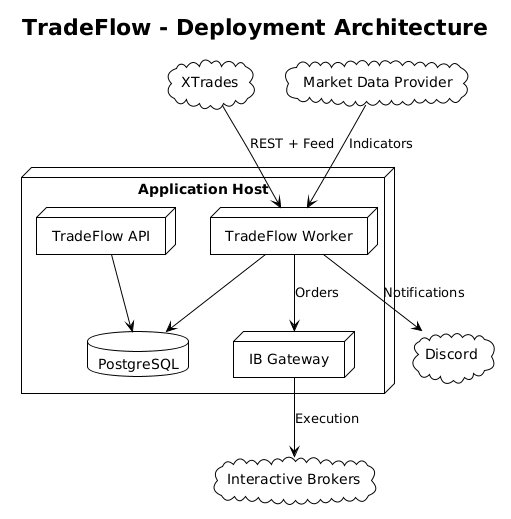 TradeFlow - Deployment Architecture
XTrades
Market Data Provider
REST + Feed
Indicators
Application Host
TradeFlow API
TradeFlow Worker
Orders
Notifications
PostgreSQL
IB Gateway
Discord
Execution
Interactive Brokers